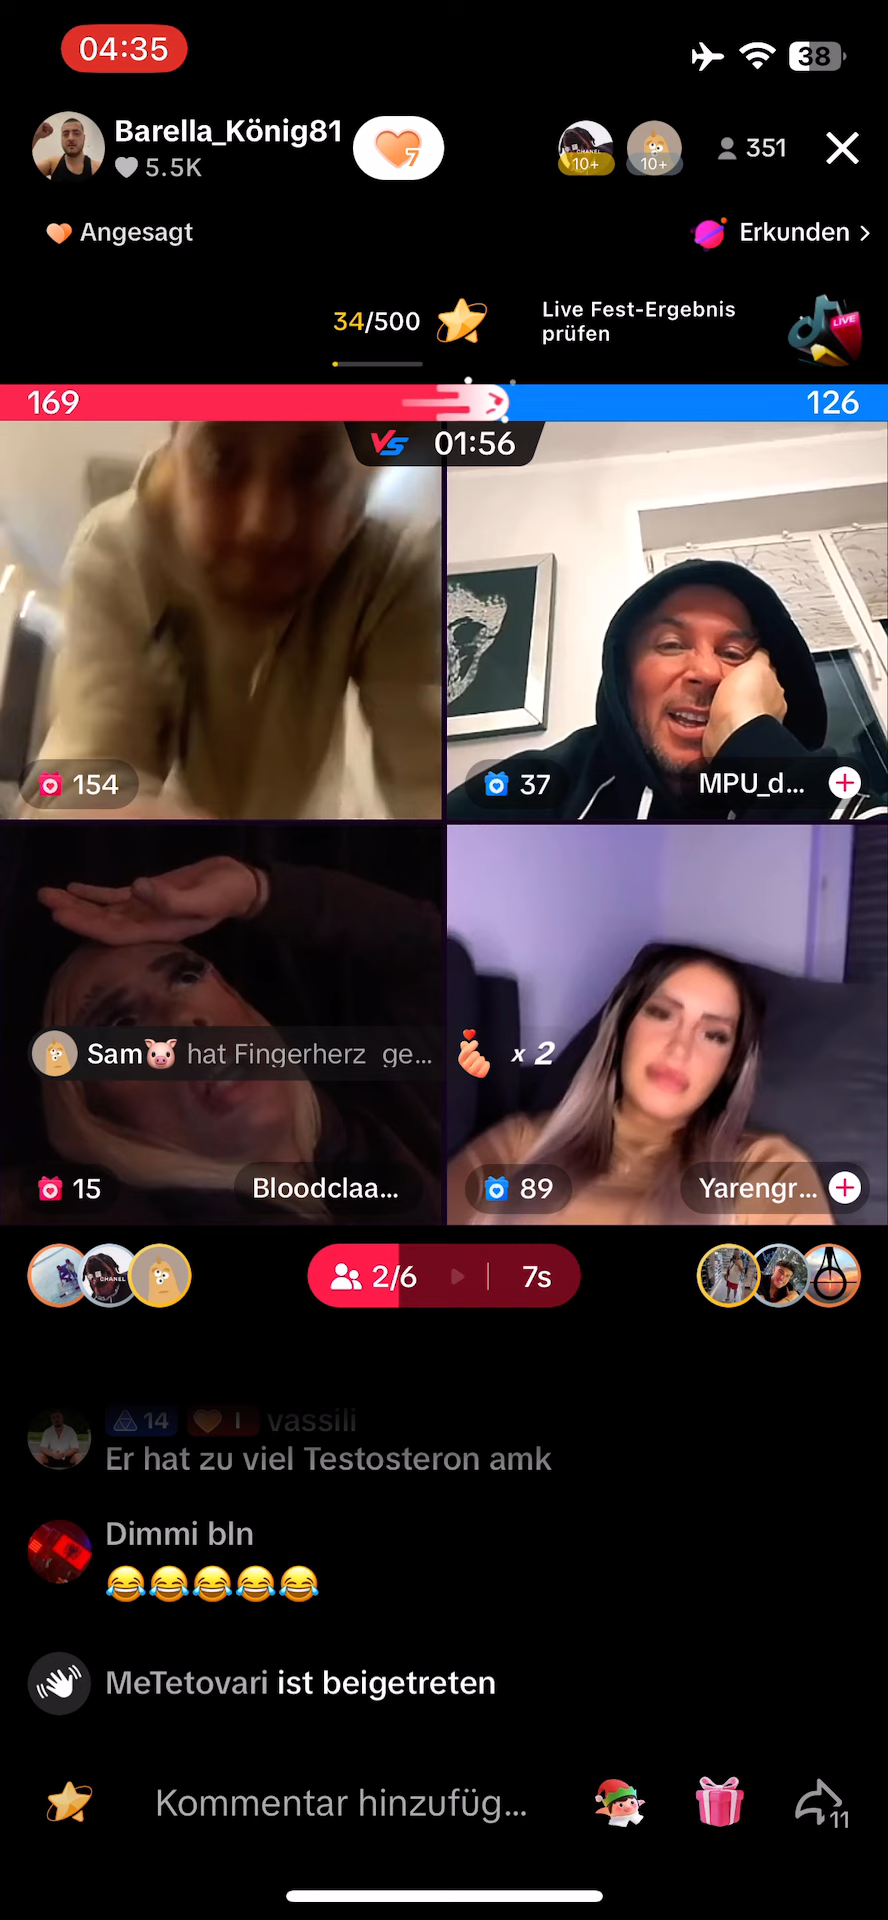 04:35
38
Barella_König81
5.5K
7
10+
10+
351
Angesagt
Erkunden >
34/500
Live Fest-Ergebnis
prüfen
LIVE
169
126
VS 01:56
154
37
MPU_d...
Sam🐷 hat Fingerherz ge...
x 2
15
Bloodclaa...
89
Yarengr...
CHANEL
2/6
7s
14 I vassili
Er hat zu viel Testosteron amk
Dimmi bln
😂😂😂😂😂
MeTetovari ist beigetreten
Kommentar hinzufüg...
11